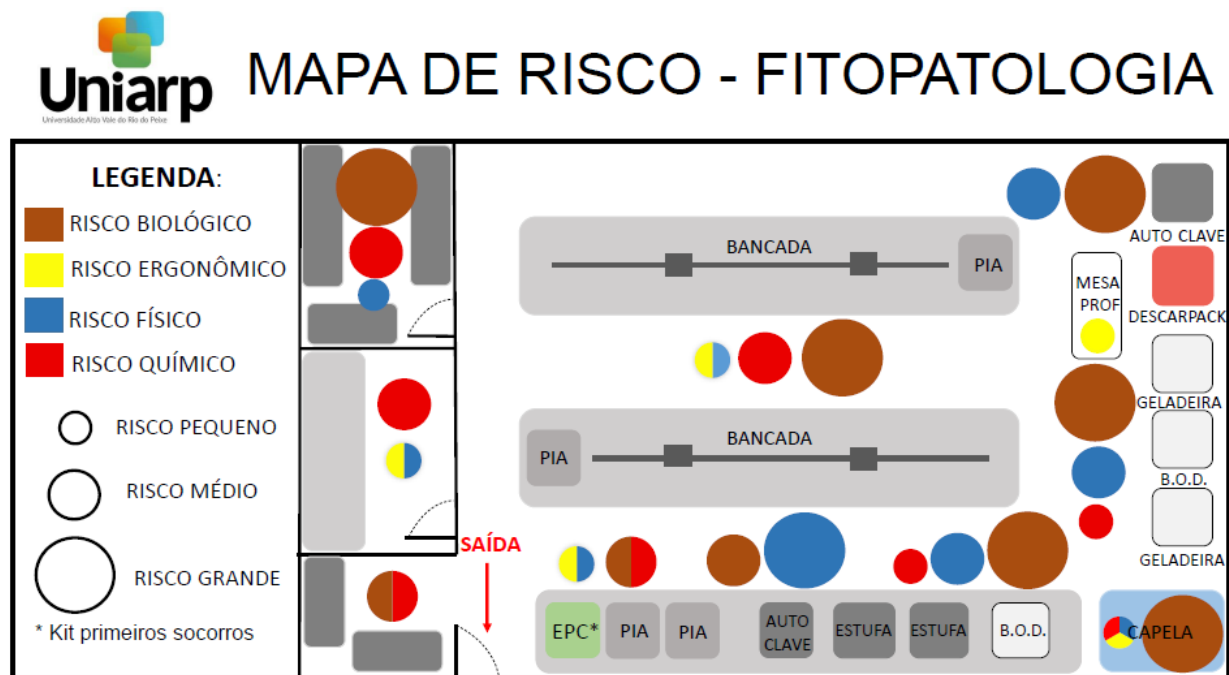 Uniarp
Universidade Alto Vale do Rio do Peixe
MAPA DE RISCO - FITOPATOLOGIA
LEGENDA:
RISCO BIOLÓGICO
RISCO ERGONÔMICO
RISCO FÍSICO
RISCO QUÍMICO
RISCO PEQUENO
RISCO MÉDIO
RISCO GRANDE
* Kit primeiros socorros
SAÍDA
BANCADA
PIA
BANCADA
PIA
AUTO CLAVE
MESA
PROF
DESCARPACK
GELADEIRA
B.O.D.
GELADEIRA
EPC*
PIA
PIA
AUTO
CLAVE
ESTUFA
ESTUFA
B.O.D.
CAPELA